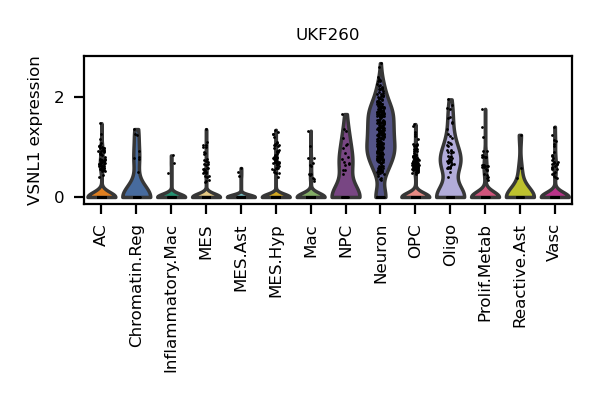 UKF260
VSNL1 expression
2
0
AC
Chromatin.Reg
Inflammatory.Mac
MES
MES.Ast
MES.Hyp
Mac
NPC
Neuron
OPC
Oligo
Prolif.Metab
Reactive.Ast
Vasc